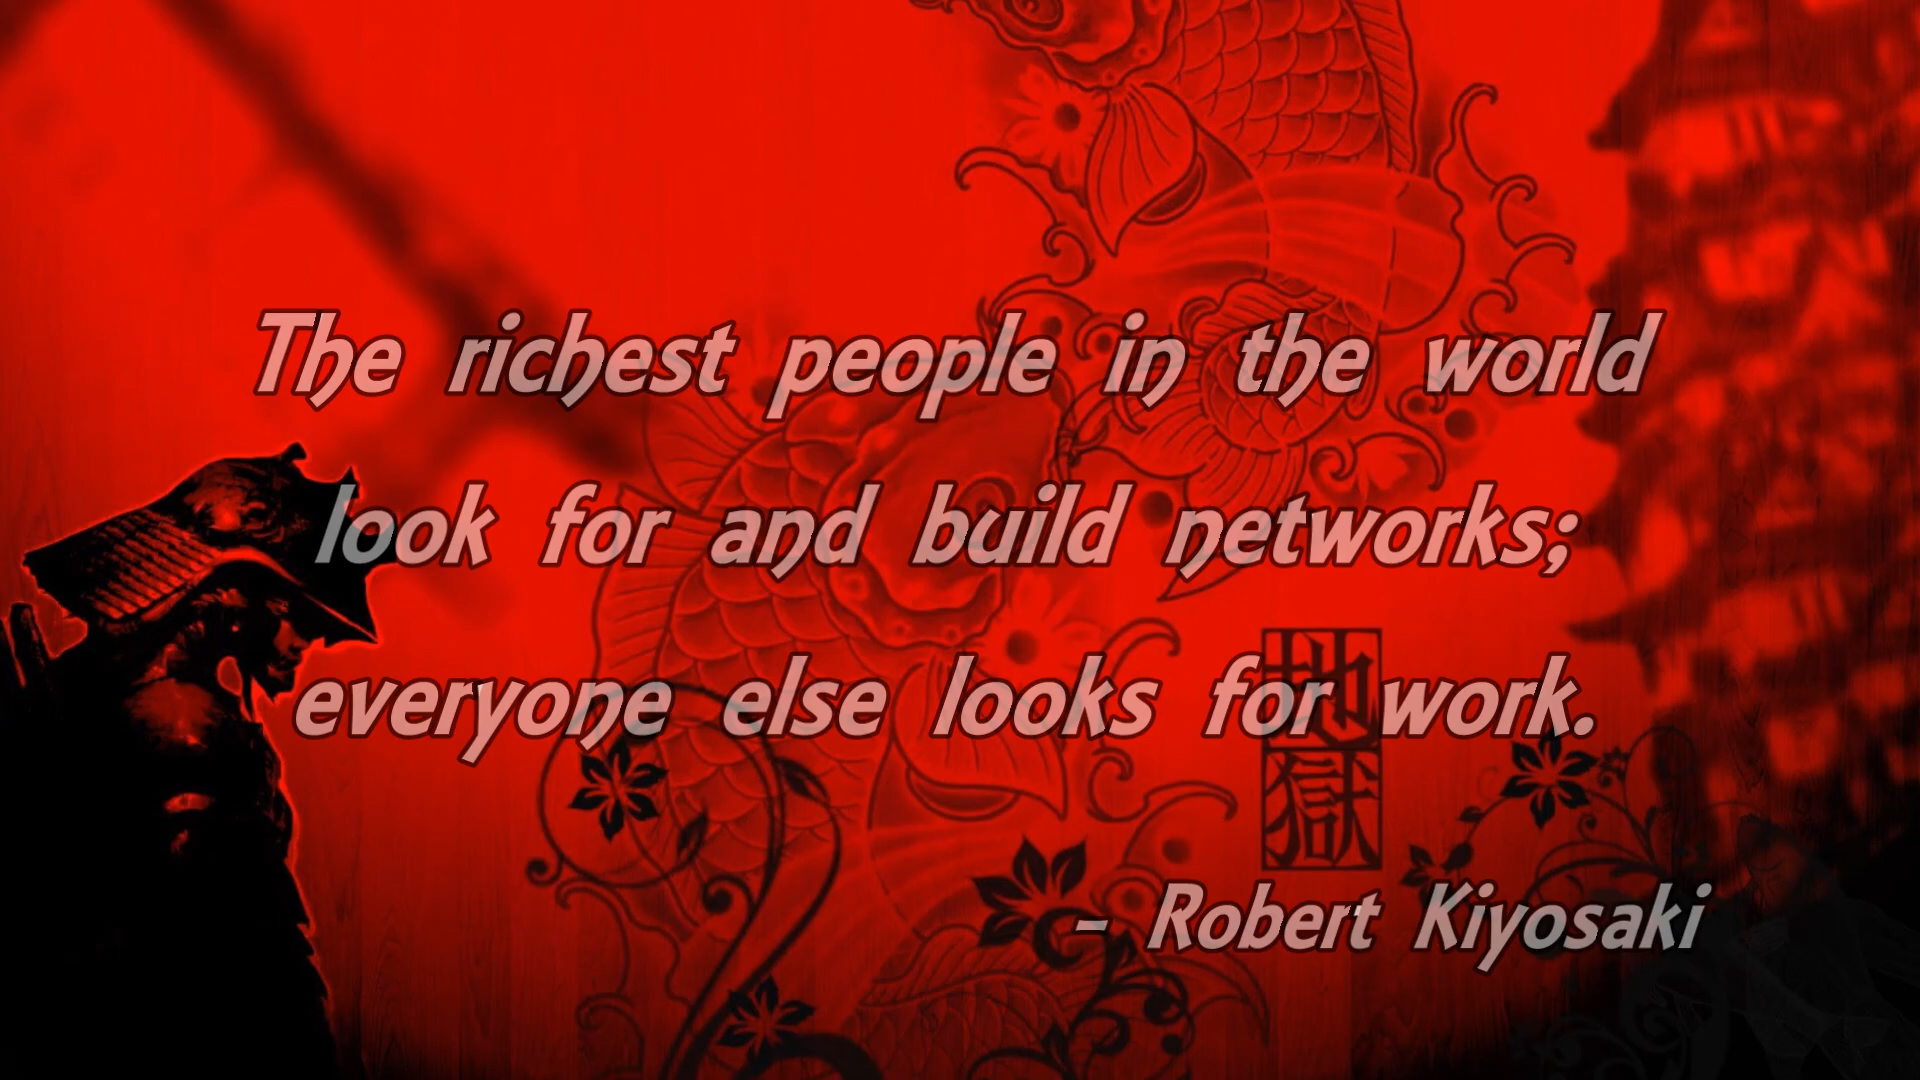 The richest people in the world
look for and build networks;
everyone else looks for work.
地獄
- Robert Kiyosaki